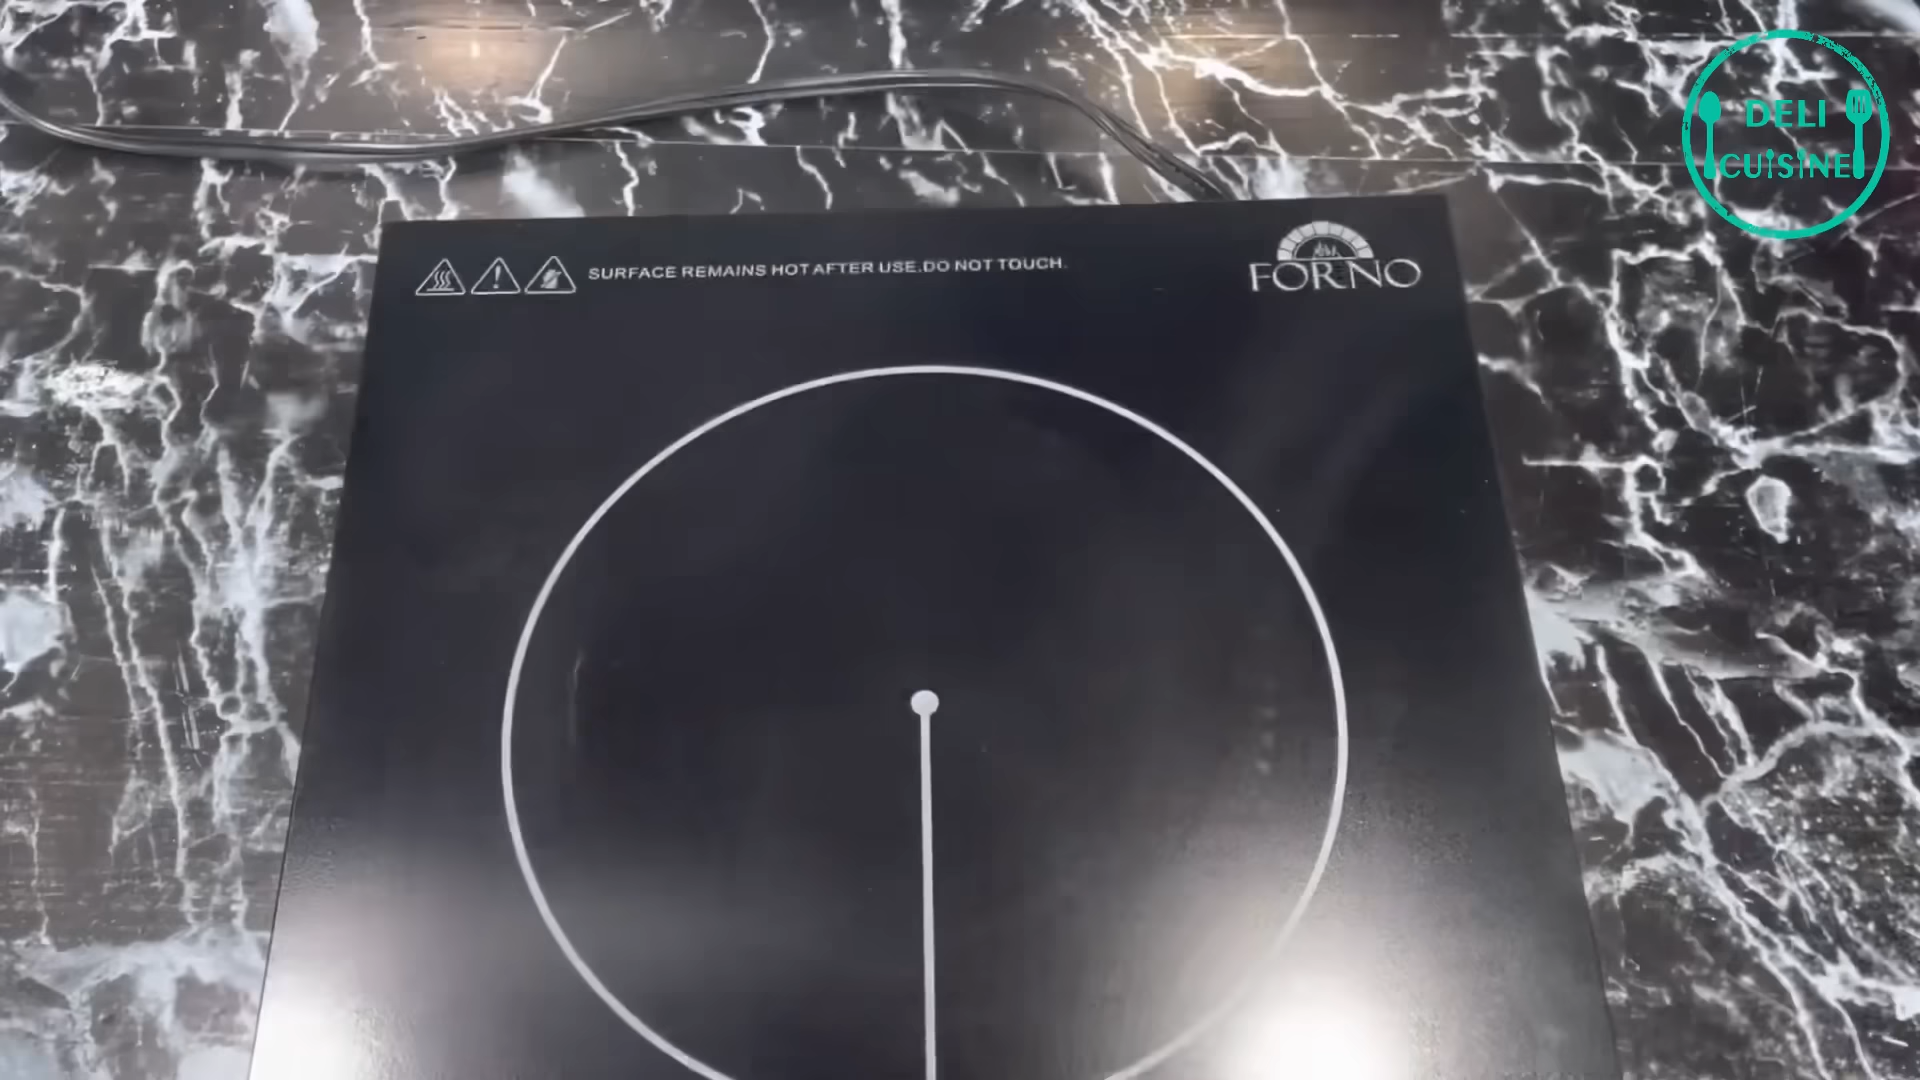 DELI
CUISINE
SURFACE REMAINS HOT AFTER USE.DO NOT TOUCH.
FORNO